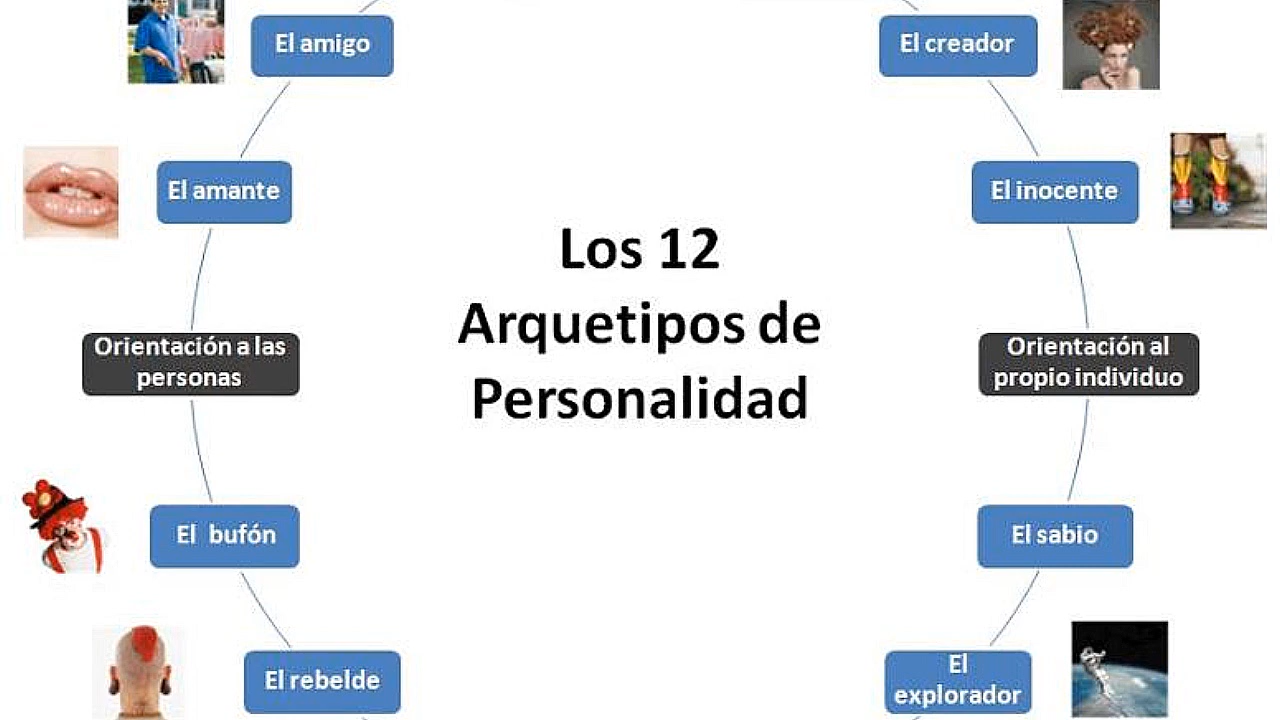 El amigo
El creador
El amante
El inocente
Los 12
Arquetipos de
Personalidad
Orientación a las
personas
Orientación al
propio individuo
El bufón
El sabio
El rebelde
El
explorador